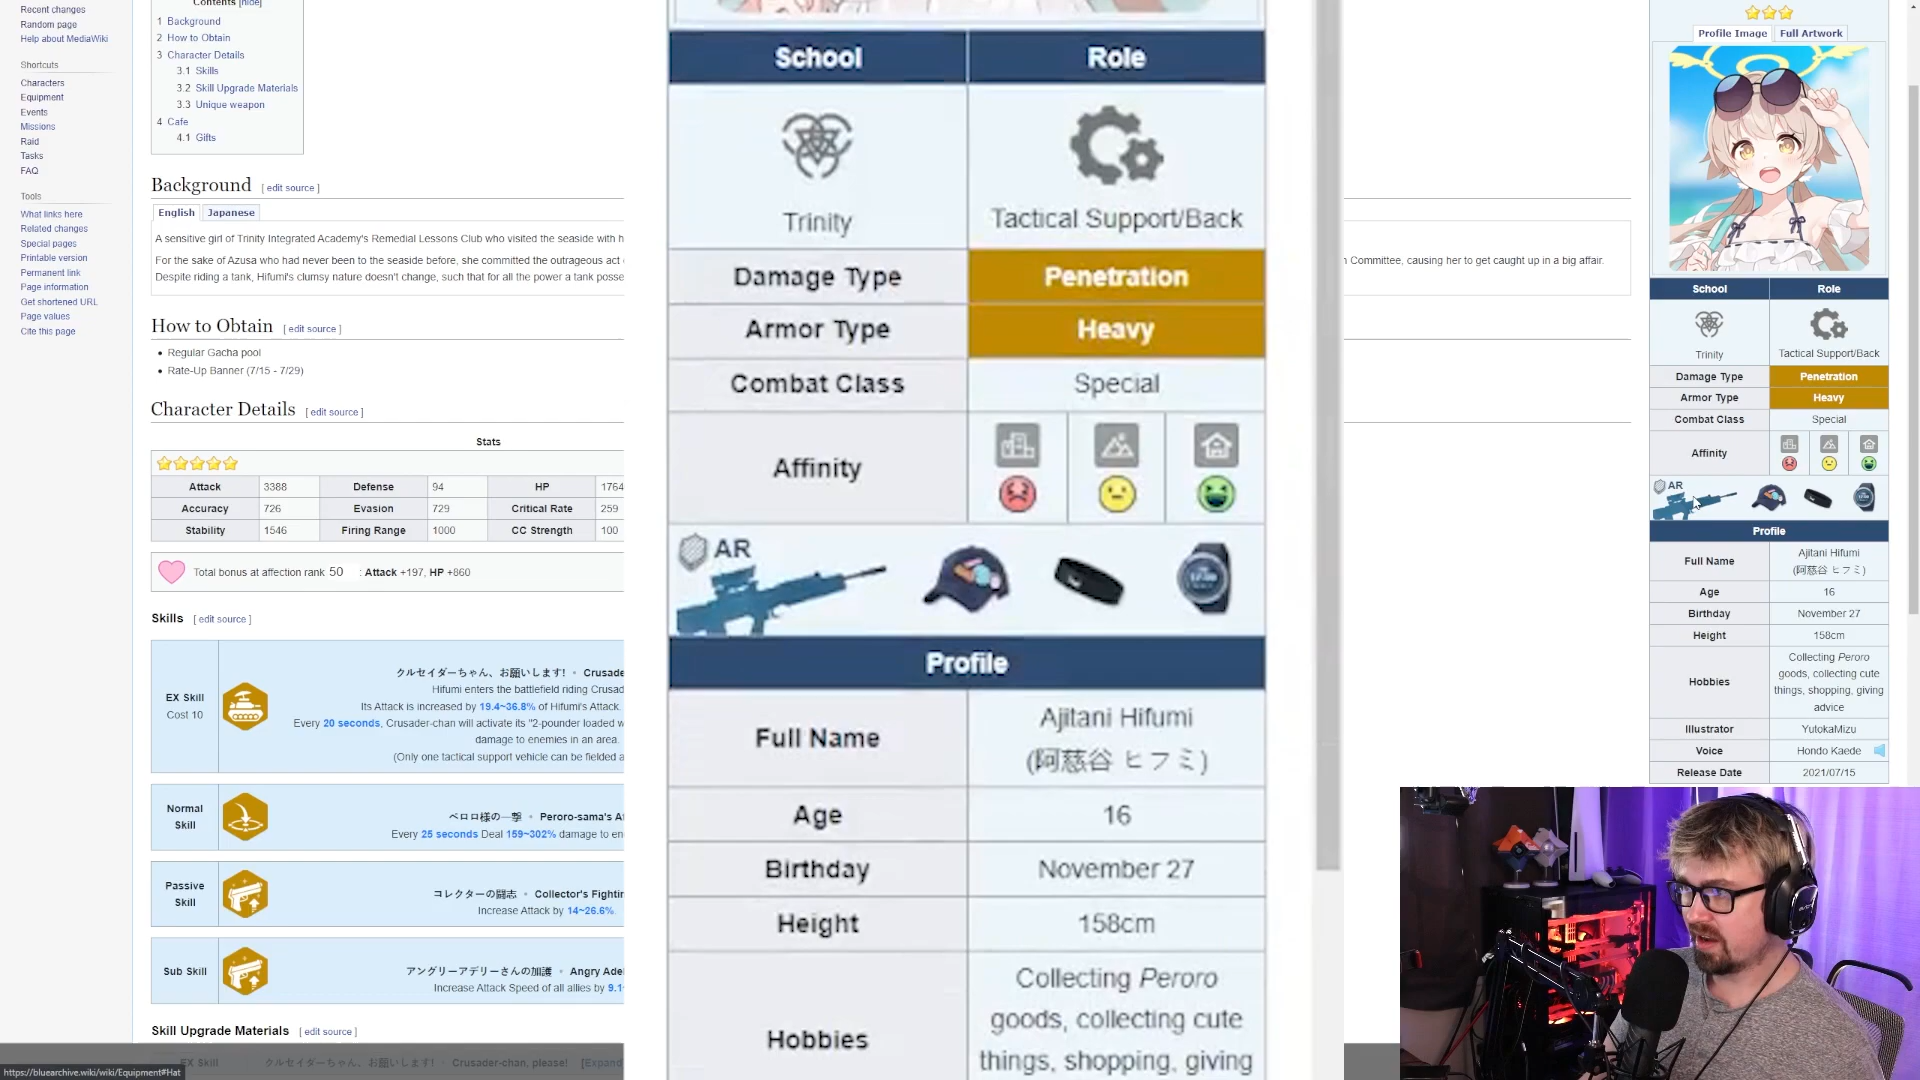 Recent changes
Random page
Help about MediaWiki
Shortcuts
Characters
Equipment
Events
Missions
Raid
Tasks
FAQ
Tools
What links here
Related changes
Special pages
Printable version
Permanent link
Page information
Get shortened URL
Page values
Cite this page
Contents [hide]
1 Background
2 How to Obtain
3 Character Details
3.1 Skills
3.2 Skill Upgrade Materials
3.3 Unique weapon
4 Cafe
4.1 Gifts
Background [ edit source ]
English Japanese
A sensitive girl of Trinity Integrated Academy's Remedial Lessons Club who visited the seaside with h
For the sake of Azusa who had never been to the seaside before, she committed the outrageous act
Despite riding a tank, Hifumi's clumsy nature doesn't change, such that for all the power a tank posse
Committee, causing her to get caught up in a big affair.
How to Obtain [ edit source ]
Regular Gacha pool
Rate-Up Banner (7/15 - 7/29)
Character Details [ edit source ]
Stats
Attack 3388 Defense 94 HP 1764
Accuracy 726 Evasion 729 Critical Rate 259
Stability 1546 Firing Range 1000 CC Strength 100
Total bonus at affection rank 50 : Attack +197, HP +860
Skills [ edit source ]
EX Skill
Cost 10
クルセイダーちゃん、お願いします! • Crusade
Hifumi enters the battlefield riding Crusad
Its Attack is increased by 19.4~36.8% of Hifumi's Attack.
Every 20 seconds, Crusader-chan will activate its "2-pounder loaded w
damage to enemies in an area.
(Only one tactical support vehicle can be fielded a
Normal
Skill
ペロロ様の一撃 • Peroro-sama's A
Every 25 seconds Deal 159~302% damage to en
Passive
Skill
コレクターの闘志 • Collector's Fightin
Increase Attack by 14~26.6%.
Sub Skill
アングリーアデリーさんの加護 • Angry Adel
Increase Attack Speed of all allies by 9.1
Skill Upgrade Materials [ edit source ]
EX Skill クルセイダーちゃん、お願いします! • Crusader-chan, please! [Expand
https://bluearchive.wiki/wiki/Equipment#Hat
School Role
Trinity Tactical Support/Back
Damage Type Penetration
Armor Type Heavy
Combat Class Special
Affinity
AR
Profile
Full Name Ajitani Hifumi
(阿慈谷 ヒフミ)
Age 16
Birthday November 27
Height 158cm
Hobbies Collecting Peroro
goods, collecting cute
things, shopping, giving
Profile Image Full Artwork
School Role
Trinity Tactical Support/Back
Damage Type Penetration
Armor Type Heavy
Combat Class Special
Affinity
AR
Profile
Full Name Ajitani Hifumi
(阿慈谷 ヒフミ)
Age 16
Birthday November 27
Height 158cm
Hobbies Collecting Peroro
goods, collecting cute
things, shopping, giving
advice
Illustrator YutokaMizu
Voice Hondo Kaede
Release Date 2021/07/15